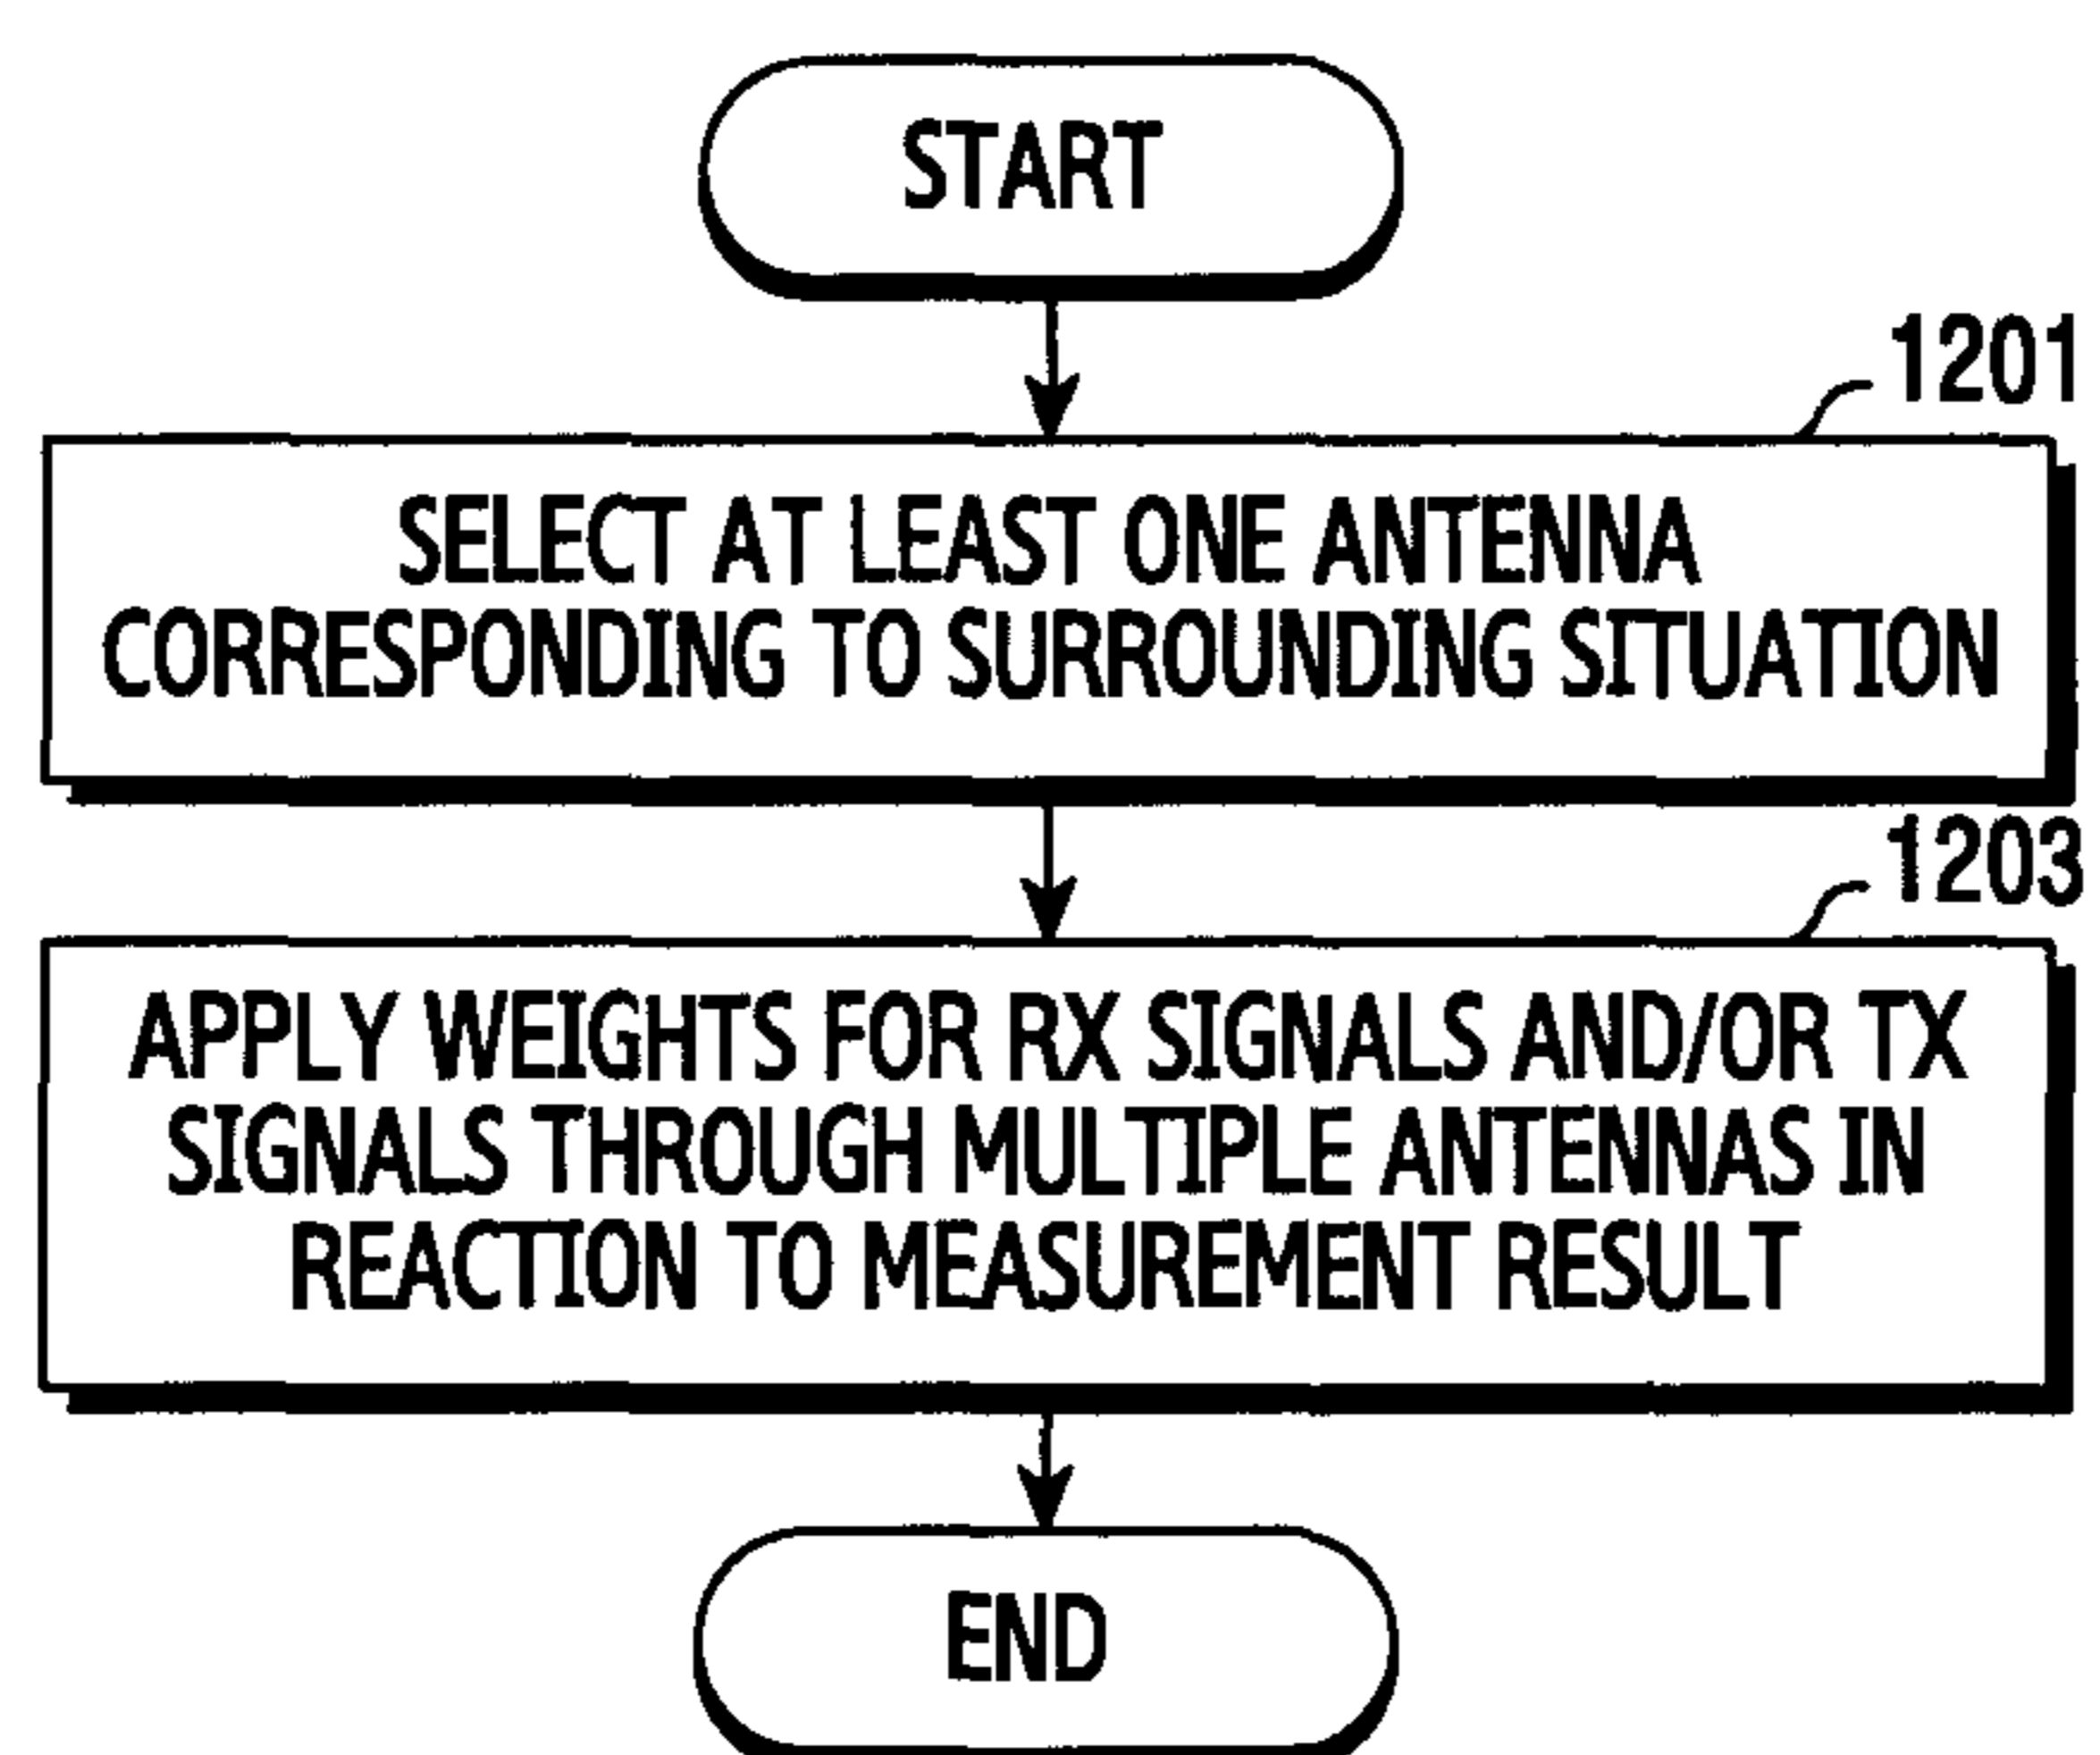 START
1201
SELECT AT LEAST ONE ANTENNA
CORRESPONDING TO SURROUNDING SITUATION
1203
APPLY WEIGHTS FOR RX SIGNALS AND/OR TX
SIGNALS THROUGH MULTIPLE ANTENNAS IN
REACTION TO MEASUREMENT RESULT
END